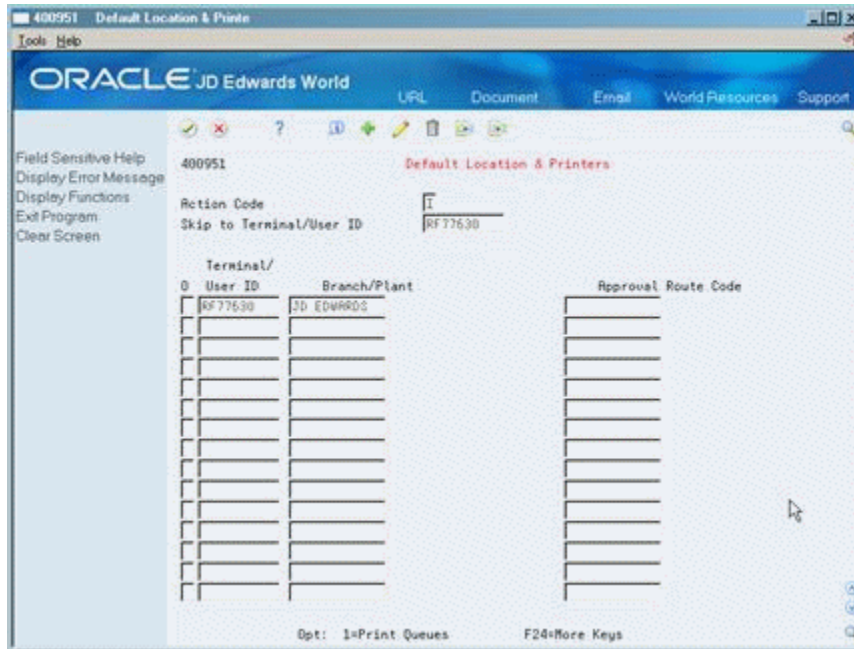 400951 Default Location & Printe
Tools Help
ORACLE JD Edwards World
URL Document Email World Resources Support
Field Sensitive Help
Display Error Message
Display Functions
Exit Program
Clear Screen
400951 Default Location & Printers
Action Code I
Skip to Terminal/User ID RF77630
Terminal/
O User ID Branch/Plant Approval Route Code
RF77630 JD EDWARDS
Opt: 1=Print Queues F24=More Keys